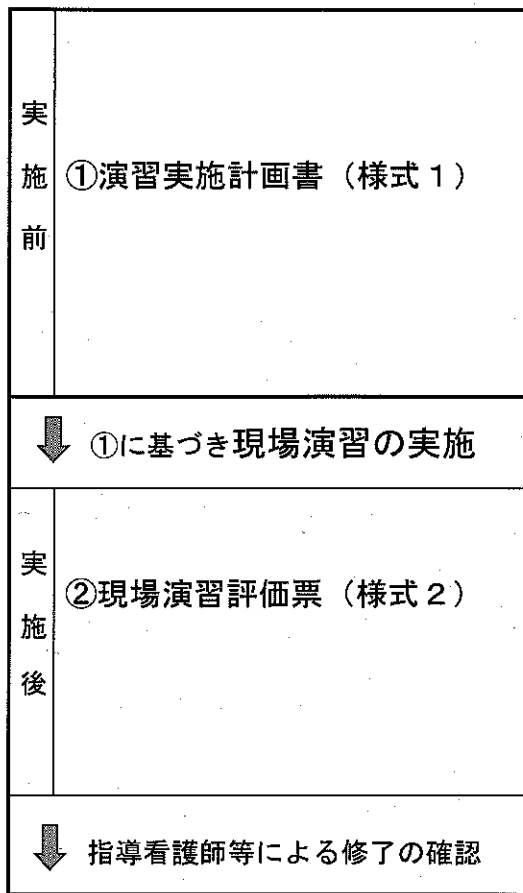 実施前
①演習実施計画書（様式１）
①に基づき現場演習の実施
実施後
②現場演習評価票（様式２）
指導看護師等による修了の確認